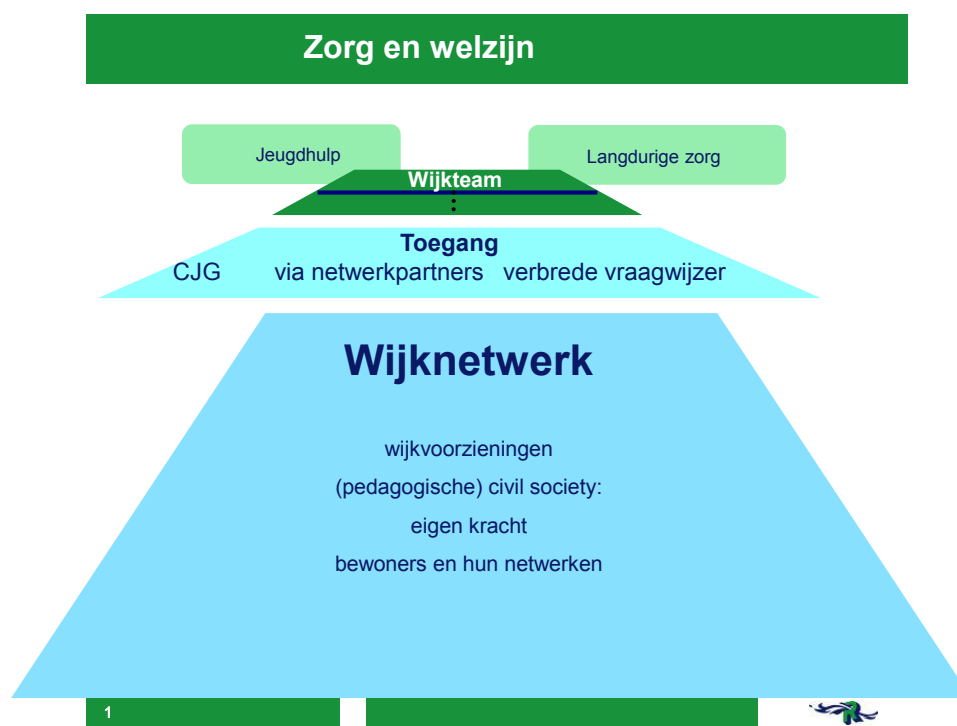 Zorg en welzijn
Jeugdhulp
Langdurige zorg
Wijkteam
Toegang
CJG via netwerkpartners verbrede vraagwijzer
Wijknetwerk
wijkvoorzieningen
(pedagogische) civil society:
eigen kracht
bewoners en hun netwerken
1